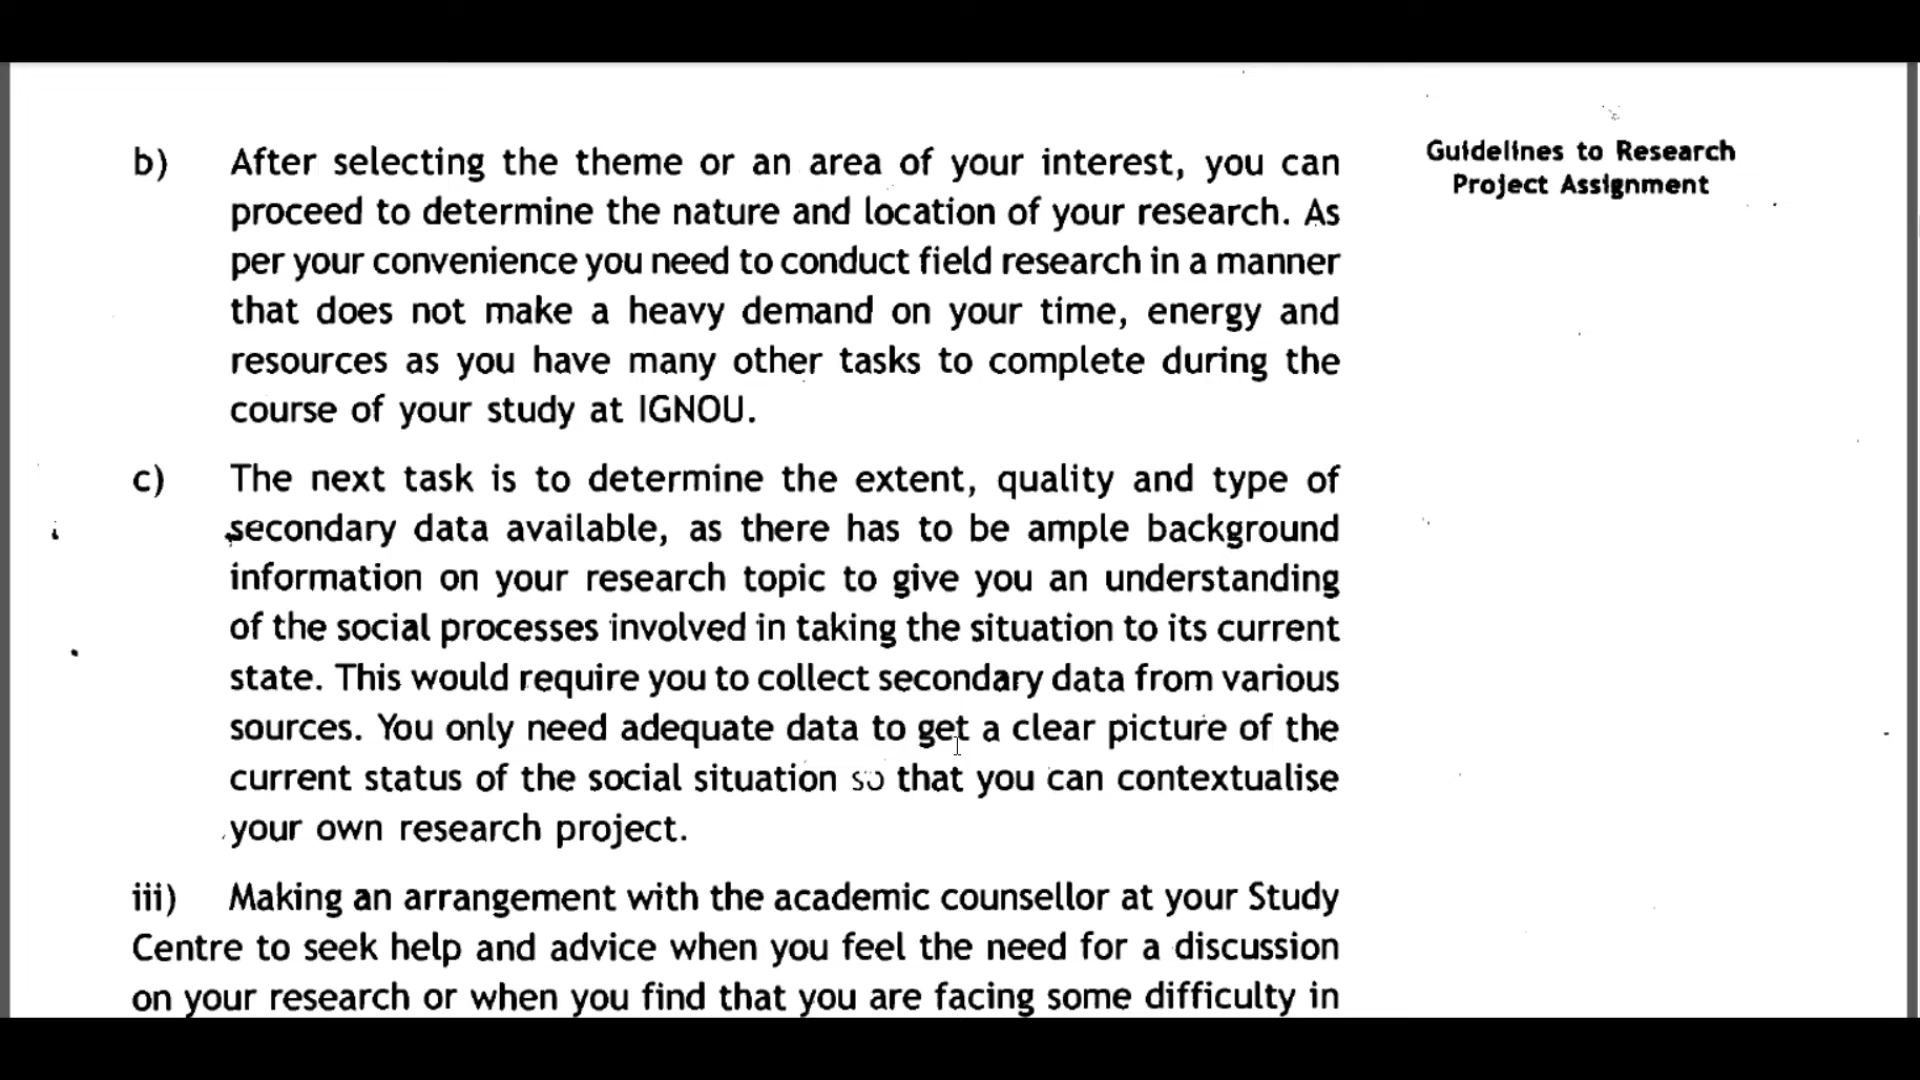 Guidelines to Research
Project Assignment
b) After selecting the theme or an area of your interest, you can
proceed to determine the nature and location of your research. As
per your convenience you need to conduct field research in a manner
that does not make a heavy demand on your time, energy and
resources as you have many other tasks to complete during the
course of your study at IGNOU.
c) The next task is to determine the extent, quality and type of
secondary data available, as there has to be ample background
information on your research topic to give you an understanding
of the social processes involved in taking the situation to its current
state. This would require you to collect secondary data from various
sources. You only need adequate data to get a clear picture of the
current status of the social situation so that you can contextualise
your own research project.
iii) Making an arrangement with the academic counsellor at your Study
Centre to seek help and advice when you feel the need for a discussion
on your research or when you find that you are facing some difficulty in